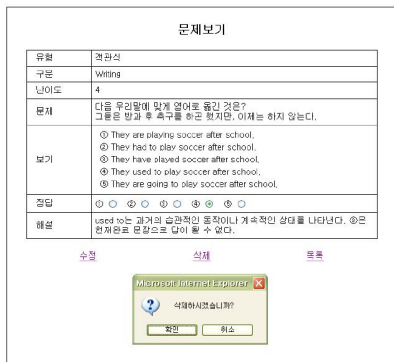 문제보기
유형 객관식
구분 Writing
난이도 4
문제 다음 우리말에 맞게 영어로 옮긴 것은?
그들은 방과 후 축구를 하곤 했지만, 이제는 하지 않는다.
보기
① They are playing soccer after school.
② They had to play soccer after school.
③ They have played soccer after school.
④ They used to play soccer after school.
⑤ They are going to play soccer after school.
정답 ① ② ③ ④ ⑤
해설 used to는 과거의 습관적인 동작이나 계속적인 상태를 나타낸다. ③은
현재완료 문장으로 답이 될 수 없다.
수정 삭제 목록
Microsoft Internet Explorer
삭제하시겠습니까?
확인 취소